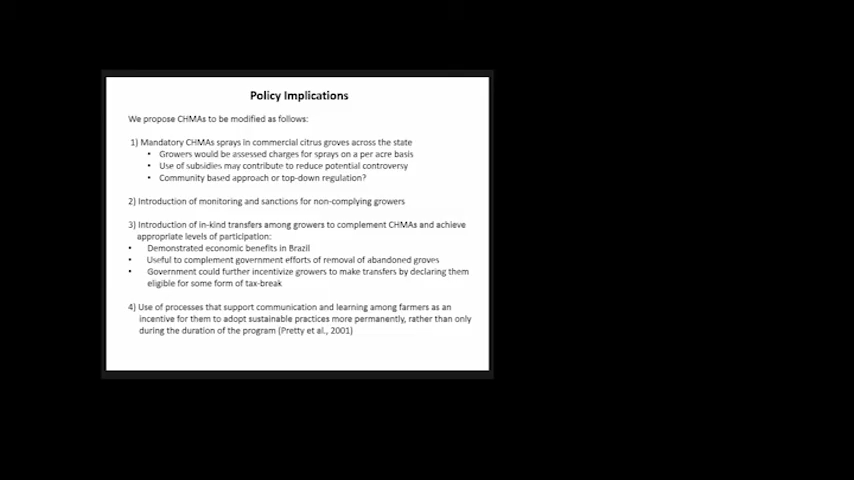 Policy Implications
We propose CHMAs to be modified as follows:
1) Mandatory CHMAs sprays in commercial citrus groves across the state
• Growers would be assessed charges for sprays on a per acre basis
• Use of subsidies may contribute to reduce potential controversy
• Community based approach or top-down regulation?
2) Introduction of monitoring and sanctions for non-complying growers
3) Introduction of in-kind transfers among growers to complement CHMAs and achieve
appropriate levels of participation:
• Demonstrated economic benefits in Brazil
• Useful to complement government efforts of removal of abandoned groves
• Government could further incentivize growers to make transfers by declaring them
eligible for some form of tax-break
4) Use of processes that support communication and learning among farmers as an
incentive for them to adopt sustainable practices more permanently, rather than only
during the duration of the program (Pretty et al., 2001)